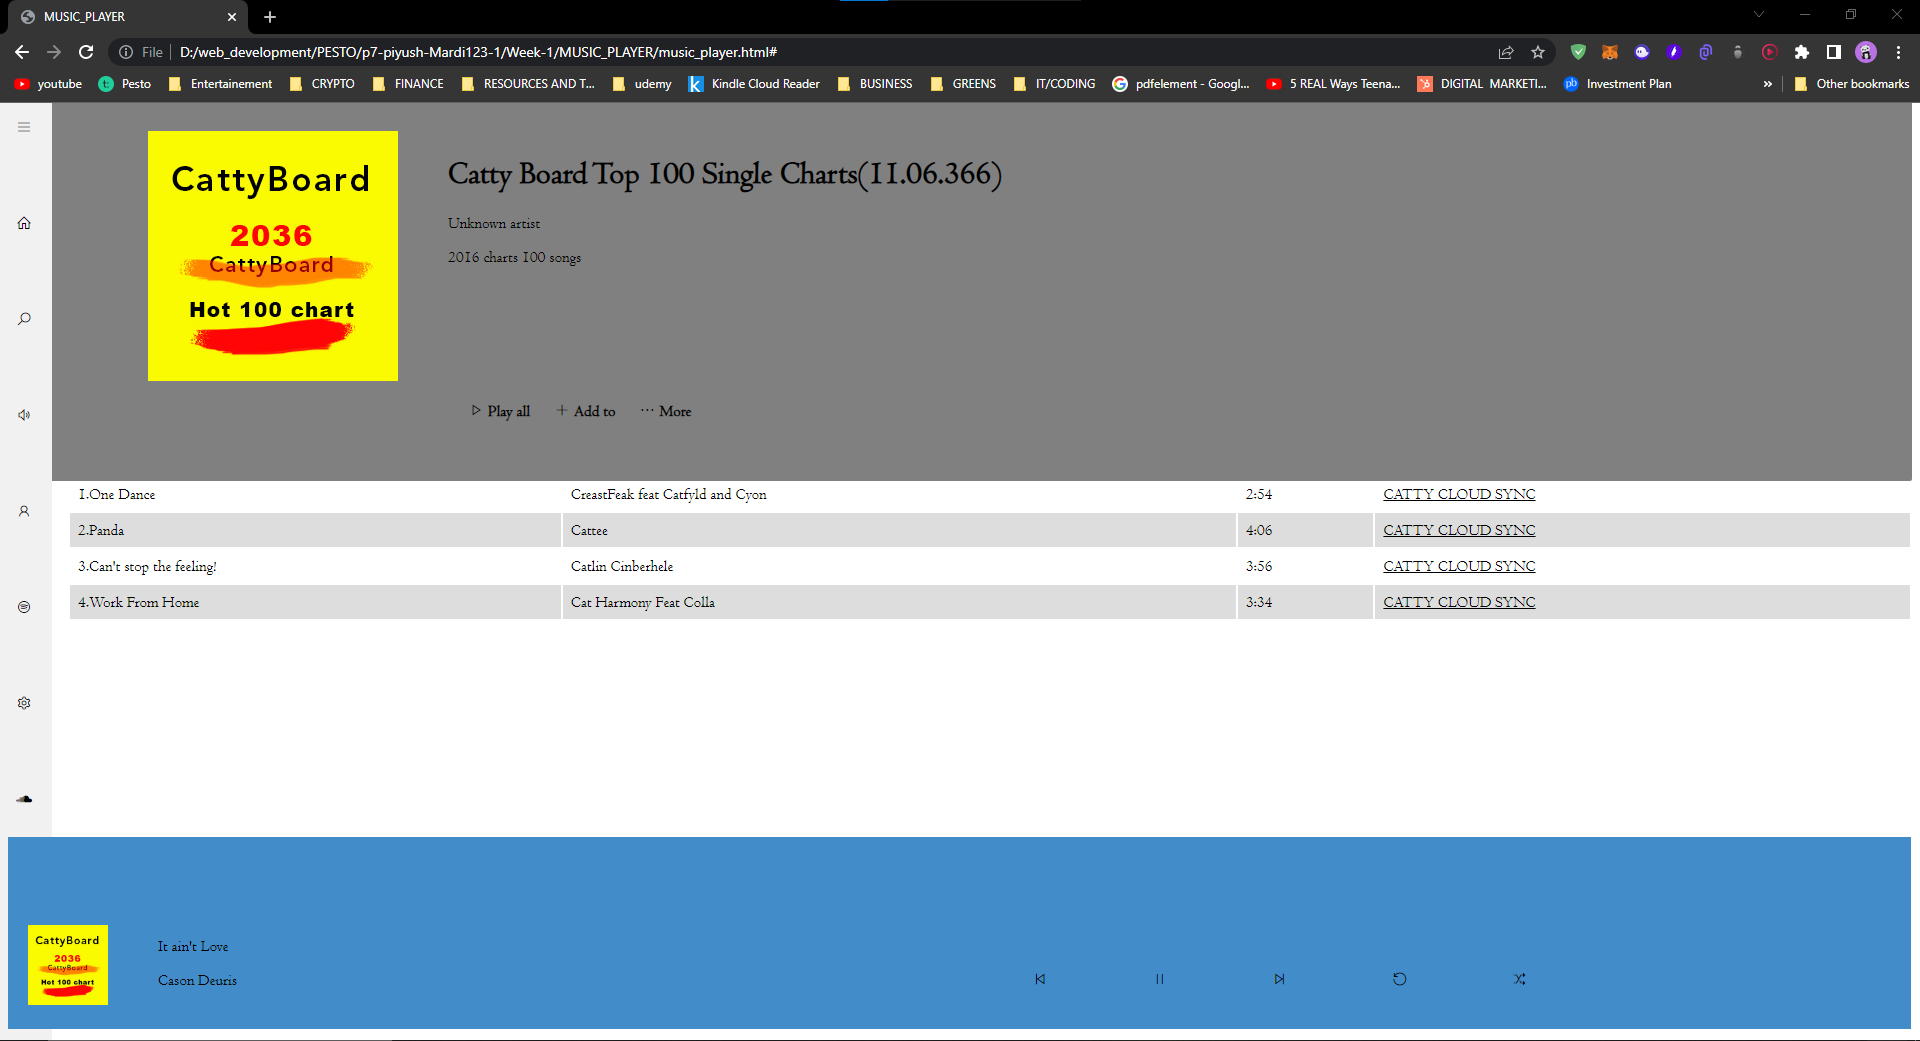 MUSIC_PLAYER
File D:/web_development/PESTO/p7-piyush-Mardi123-1/Week-1/MUSIC_PLAYER/music_player.html#
youtube Pesto Entertainement CRYPTO FINANCE RESOURCES AND T... udemy Kindle Cloud Reader BUSINESS GREENS IT/CODING pdfelement - Googl... 5 REAL Ways Teena... DIGITAL MARKETI... Investment Plan » Other bookmarks
CattyBoard
2036
CattyBoard
Hot 100 chart
Catty Board Top 100 Single Charts(11.06.366)
Unknown artist
2016 charts 100 songs
Play all Add to More
1.One Dance CreastFeak feat Catfyld and Cyon 2:54 CATTY CLOUD SYNC
2.Panda Cattee 4:06 CATTY CLOUD SYNC
3.Can't stop the feeling! Catlin Cinberhele 3:56 CATTY CLOUD SYNC
4.Work From Home Cat Harmony Feat Colla 3:34 CATTY CLOUD SYNC
CattyBoard
2036
CattyBoard
Hot 100 chart
It ain't Love
Cason Deuris